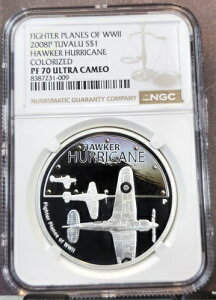 FIGHTER PLANES OF WWII
2008P TUVALU S$1
HAWKER HURRICANE
COLORIZED
PF 70 ULTRA CAMEO
8387231-009
NUMISMATIC GUARANTY COMPANY
NGC
HAWKER
HURRICANE
Fighter Planes of WWII